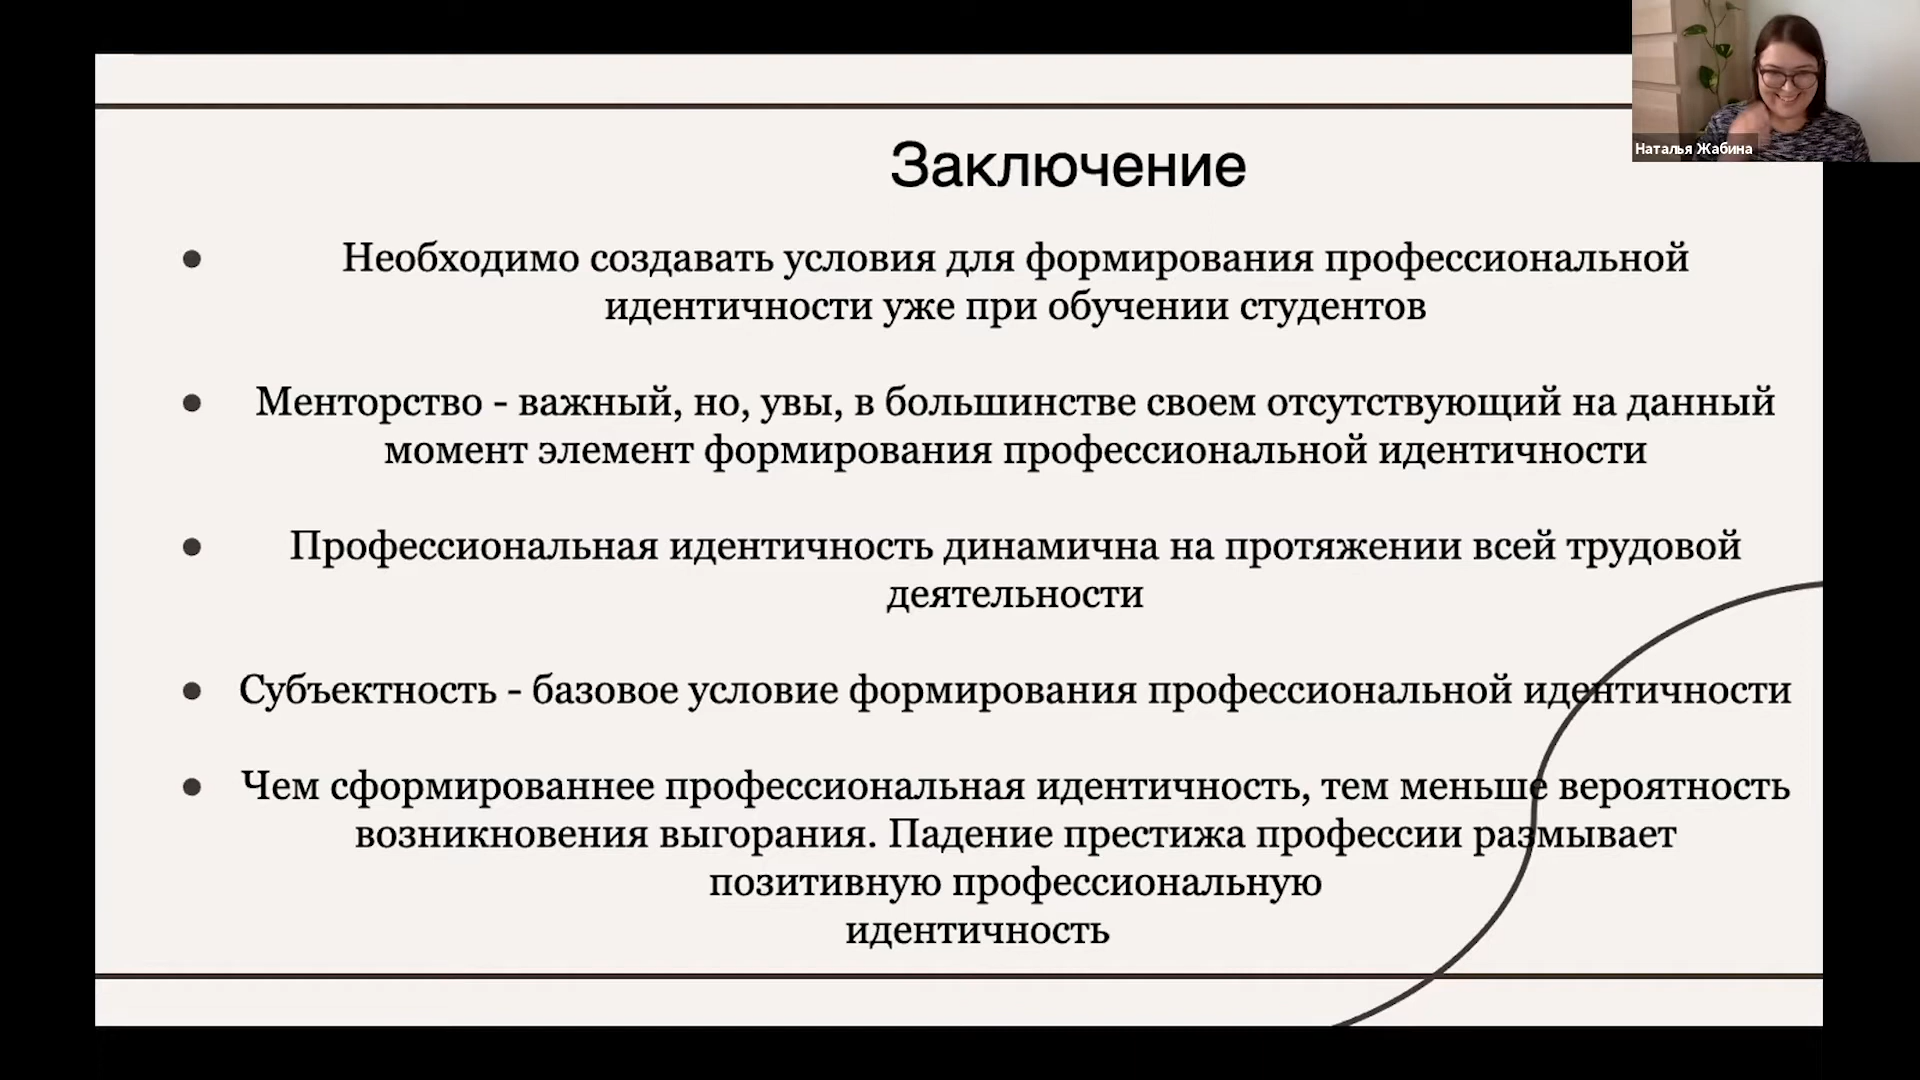 Наталья Жабина
Заключение
● Необходимо создавать условия для формирования профессиональной
идентичности уже при обучении студентов
● Менторство - важный, но, увы, в большинстве своем отсутствующий на данный
момент элемент формирования профессиональной идентичности
● Профессиональная идентичность динамична на протяжении всей трудовой
деятельности
● Субъектность - базовое условие формирования профессиональной идентичности
● Чем сформированнее профессиональная идентичность, тем меньше вероятность
возникновения выгорания. Падение престижа профессии размывает
позитивную профессиональную
идентичность